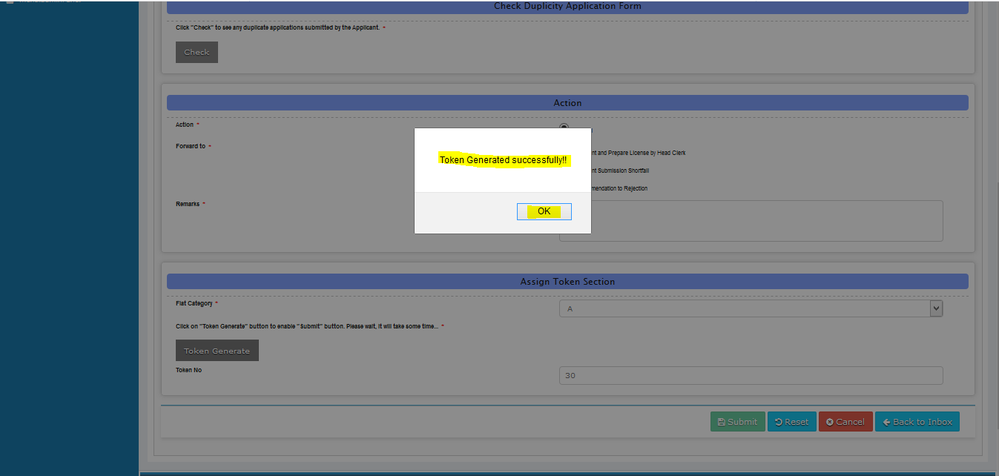 Check Duplicity Application Form
Click "Check" to see any duplicate applications submitted by the Applicant. *
Check
Action
Action *
Forward to *
nt and Prepare License by Head Clerk
nt Submission Shortfall
mendation to Rejection
Token Generated successfully!!
OK
Remarks *
Assign Token Section
Flat Category *
A
Click on "Token Generate" button to enable "Submit" button. Please wait, it will take some time... *
Token Generate
Token No
30
Submit Reset Cancel Back to Inbox